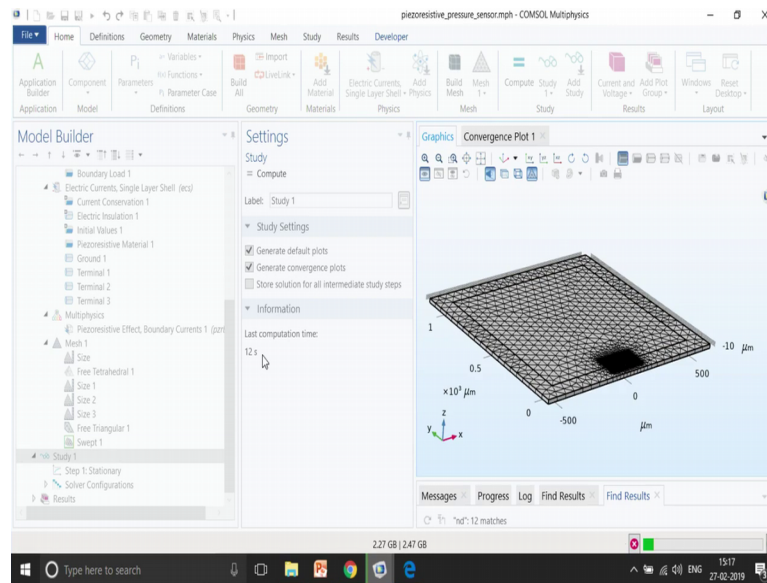 piezoresistive_pressure_sensor.mph - COMSOL Multiphysics
File Home Definitions Geometry Materials Physics Mesh Study Results Developer
Application Builder
Component
Parameters
Variables
Functions
Parameter Case
Build All
Import
LiveLink
Add Material
Electric Currents, Single Layer Shell
Add Physics
Build Mesh
Mesh 1
Compute
Study 1
Add Study
Current and Voltage
Add Plot Group
Windows
Reset Desktop
Application Model Definitions Geometry Materials Physics Mesh Study Results Layout
Model Builder
Boundary Load 1
Electric Currents, Single Layer Shell (ecs)
Current Conservation 1
Electric Insulation 1
Initial Values 1
Piezoresistive Material 1
Ground 1
Terminal 1
Terminal 2
Terminal 3
Multiphysics
Piezoresistive Effect, Boundary Currents 1 (pzr
Mesh 1
Size
Free Tetrahedral 1
Size 1
Size 2
Size 3
Free Triangular 1
Swept 1
Study 1
Step 1: Stationary
Solver Configurations
Results
Settings
Study
= Compute
Label: Study 1
Study Settings
Generate default plots
Generate convergence plots
Store solution for all intermediate study steps
Information
Last computation time:
12 s
Graphics Convergence Plot 1
1
0.5
×10³ μm
0
-500
0
500
μm
-10 μm
z
y
x
Messages Progress Log Find Results Find Results
"nd": 12 matches
2.27 GB | 2.47 GB
Type here to search
ENG
15:17
27-02-2019